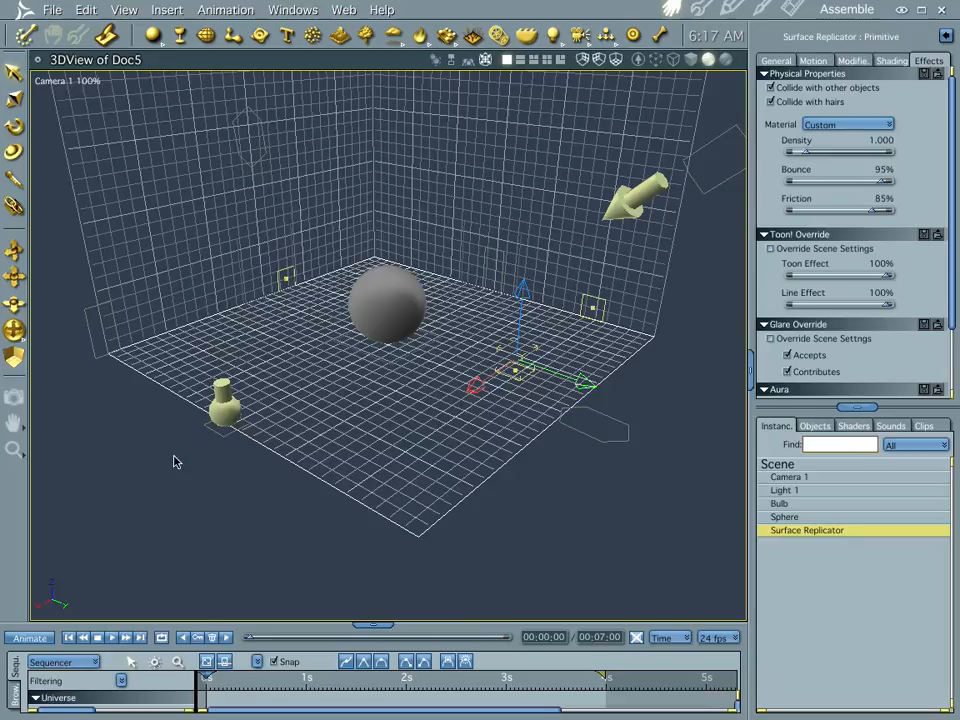 File Edit View Insert Animation Windows Web Help Assemble
6:17 AM
3DView of Doc5
Camera 1 100%
Surface Replicator : Primitive
General Motion Modifie.. Shading Effects
Physical Properties
Collide with other objects
Collide with hairs
Material Custom
Density 1.000
Bounce 95%
Friction 85%
Toon! Override
Override Scene Settings
Toon Effect 100%
Line Effect 100%
Glare Override
Override Scene Settngs
Accepts
Contributes
Aura
Instanc. Objects Shaders Sounds Clips
Find: All
Scene
Camera 1
Light 1
Bulb
Sphere
Surface Replicator
Z
Y
Animate 00:00;00 / 00:07;00 Time 24 fps
Sequ.
Sequencer Snap
Filtering
0s 1s 2s 3s 4s 5s
Brow.
Universe